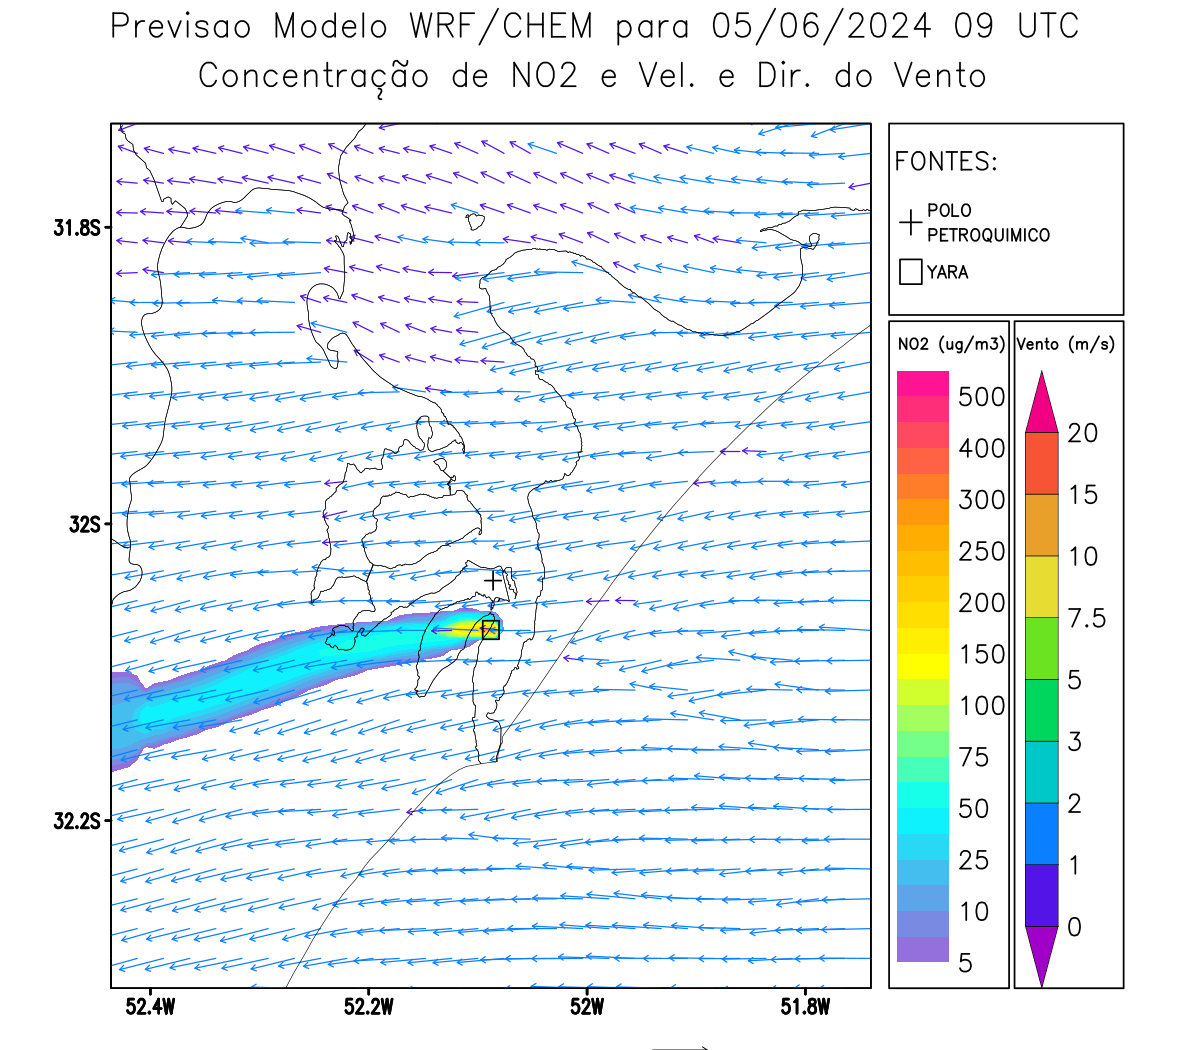 Previsao Modelo WRF/CHEM para 05/06/2024 09 UTC
Concentração de NO2 e Vel. e Dir. do Vento
FONTES:
POLO
PETROQUIMICO
YARA
31.8S
32S
32.2S
52.4W
52.2W
52W
51.8W
NO2 (ug/m3)
500
400
300
250
200
150
100
75
50
25
10
5
Vento (m/s)
20
15
10
7.5
5
3
2
1
0